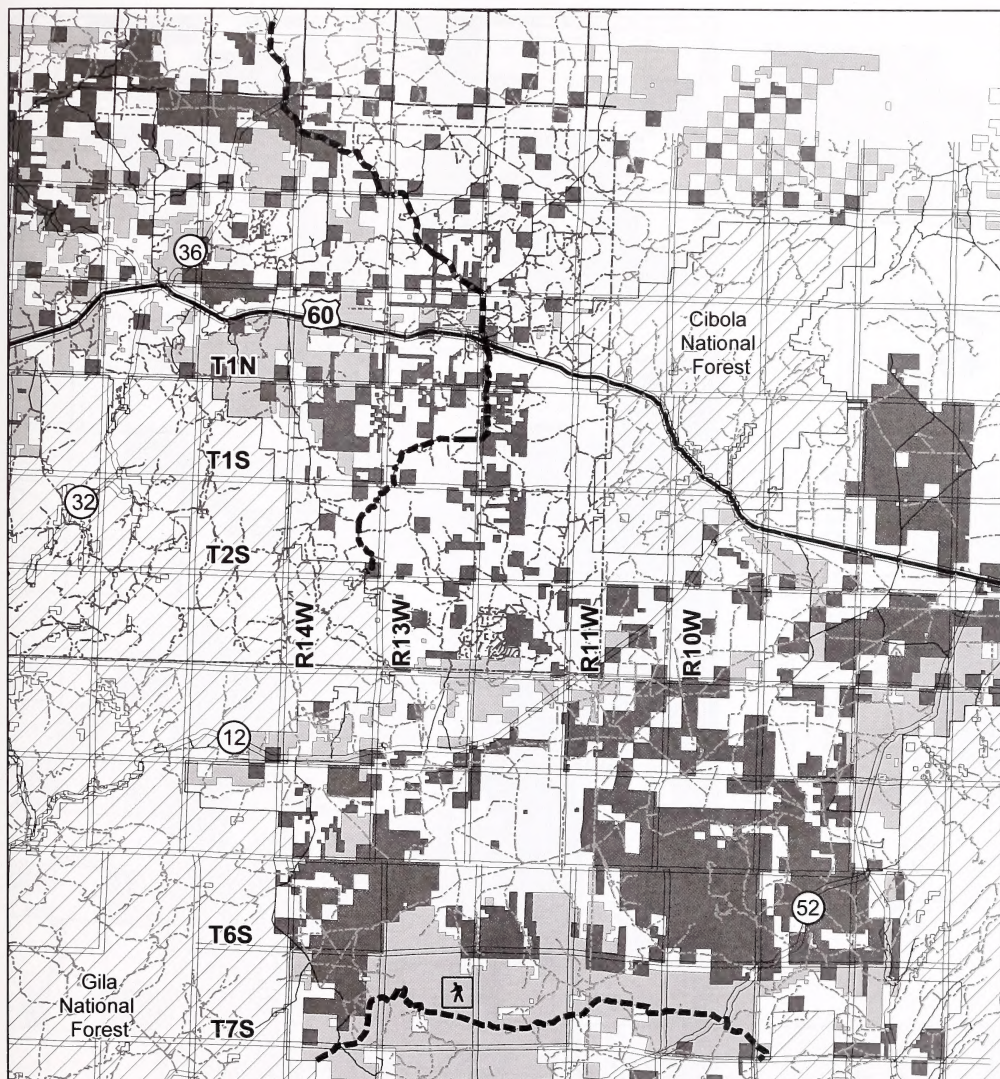 36
60
Cibola
National
Forest
T1N
T1S
32
T2S
R14W
R13W
R11W
R10W
12
52
T6S
Gila
National
Forest
T7S